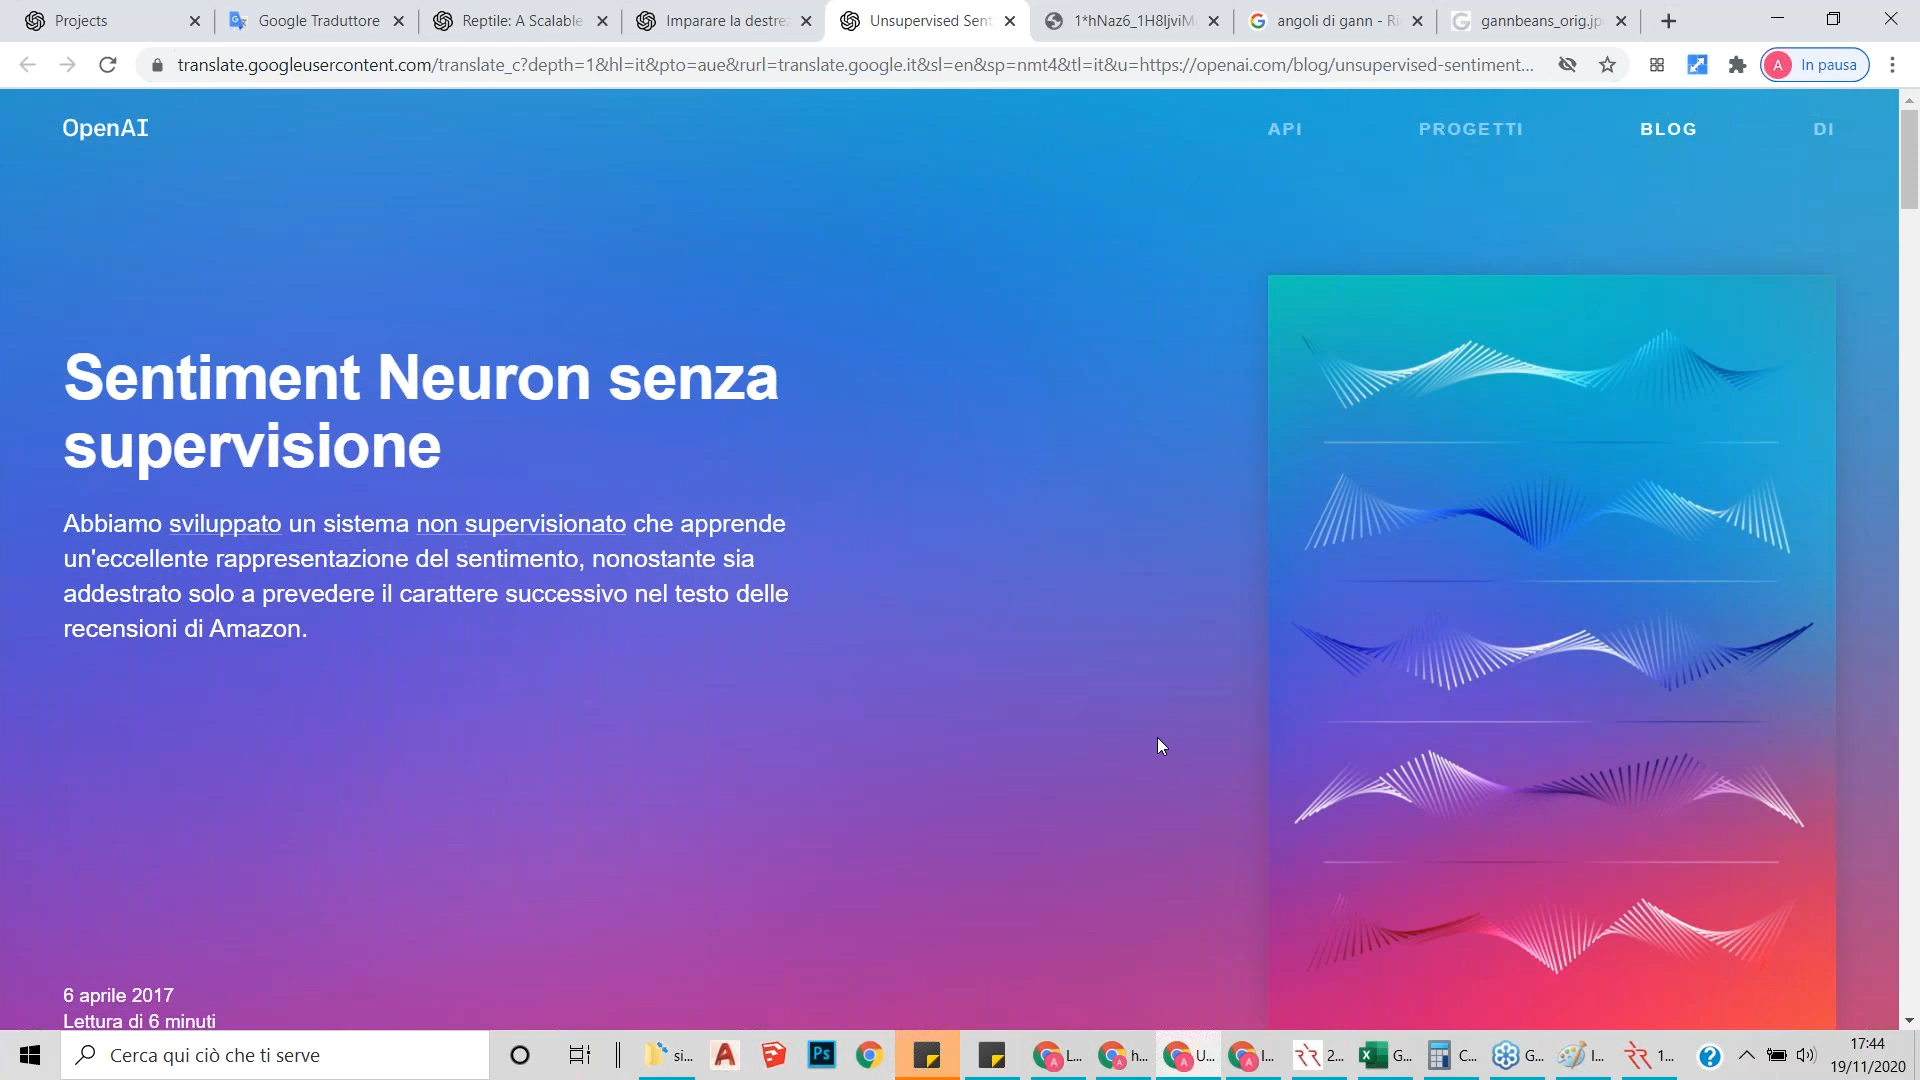 Projects
Google Traduttore
Reptile: A Scalable
Imparare la destre
Unsupervised Sent
1*hNaz6_1H8ljviM
angoli di gann - Ri
gannbeans_orig.jp
translate.googleusercontent.com/translate_c?depth=1&hl=it&pto=aue&rurl=translate.google.it&sl=en&sp=nmt4&tl=it&u=https://openai.com/blog/unsupervised-sentiment...
A In pausa
OpenAI
API
PROGETTI
BLOG
DI
Sentiment Neuron senza
supervisione
Abbiamo sviluppato un sistema non supervisionato che apprende
un'eccellente rappresentazione del sentimento, nonostante sia
addestrato solo a prevedere il carattere successivo nel testo delle
recensioni di Amazon.
6 aprile 2017
Lettura di 6 minuti
Cerca qui ciò che ti serve
si...
Ps
L...
h...
U...
I...
2...
G...
C...
G...
I...
1...
17:44
19/11/2020